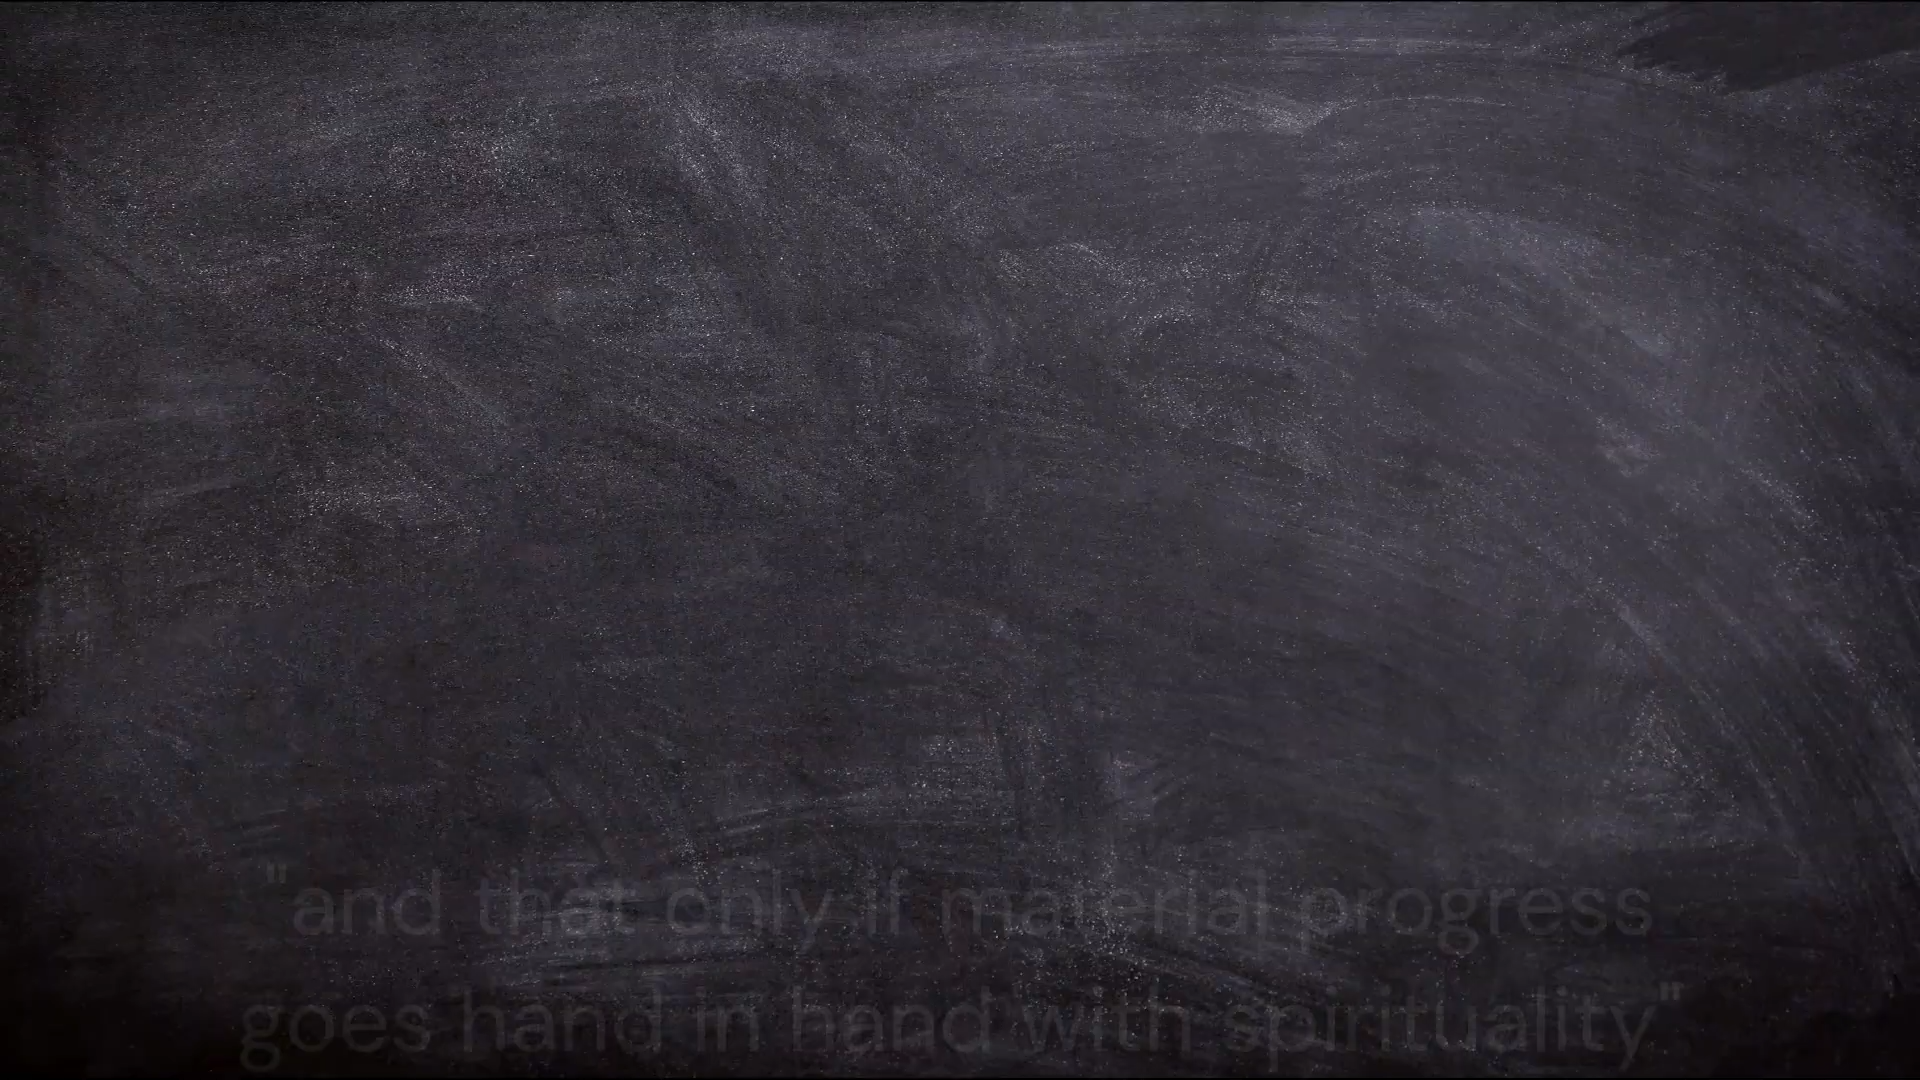 "and that only if material progress
goes hand in hand with spirituality"